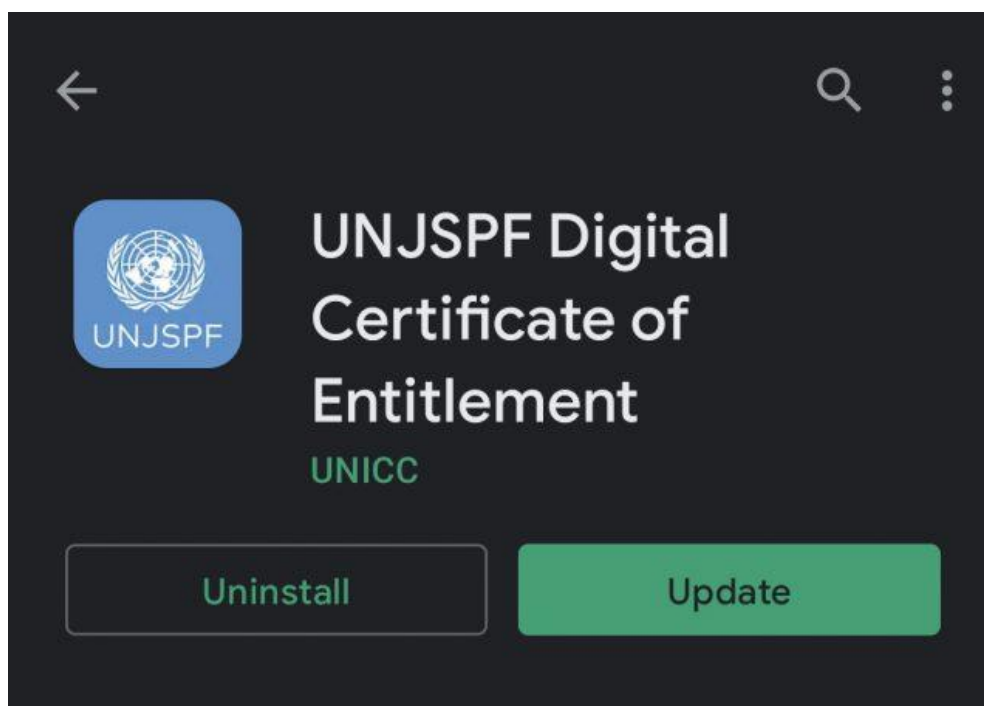 UNJSPF
UNJSPF Digital
Certificate of
Entitlement
UNICC
Uninstall
Update